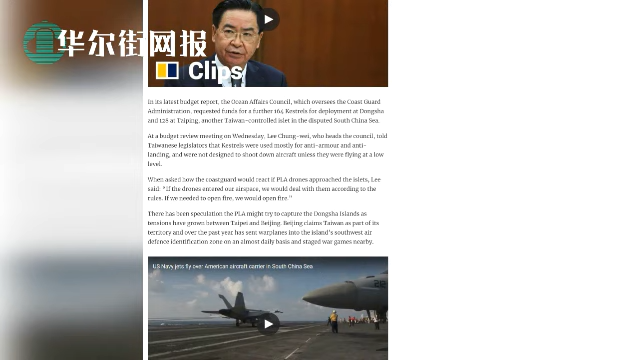 华尔街网报
Clips
In its latest budget report, the Ocean Affairs Council, which oversees the Coast Guard
Administration, requested funds for a further 164 Kestrels for deployment at Dongsha
and 128 at Taiping, another Taiwan-controlled islet in the disputed South China Sea.
At a budget review meeting on Wednesday, Lee Chung-wei, who heads the council, told
Taiwanese legislators that Kestrels were used mostly for anti-armour and anti-
landing, and were not designed to shoot down aircraft unless they were flying at a low
level.
When asked how the coastguard would react if PLA drones approached the islets, Lee
said: “If the drones entered our airspace, we would deal with them according to the
rules. If we needed to open fire, we would open fire.”
There has been speculation the PLA might try to capture the Dongsha Islands as
tensions have grown between Taipei and Beijing. Beijing claims Taiwan as part of its
territory and over the past year has sent warplanes into the island’s southwest air
defence identification zone on an almost daily basis and staged war games nearby.
US Navy jets fly over American aircraft carrier in South China Sea